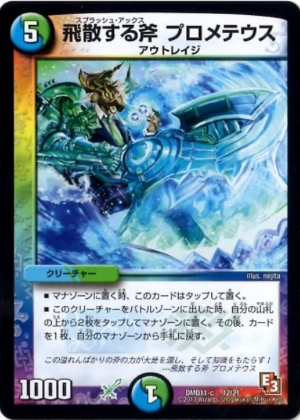 5
スプラッシュ・アックス
飛散する斧 プロメテウス
アウトレイジ
illus. nejita
クリーチャー
■ マナゾーンに置く時、このカードはタップして置く。
■ このクリーチャーをバトルゾーンに出した時、自分の山札
の上から2枚をタップしてマナゾーンに置く。その後、カードを
1枚、自分のマナゾーンから手札に戻す。
この溢れんばかりの斧の力が大地を潤し、そして知識をもたらす!
---飛散する斧 プロメテウス
1000
1
DMD11-c 12/21
E3